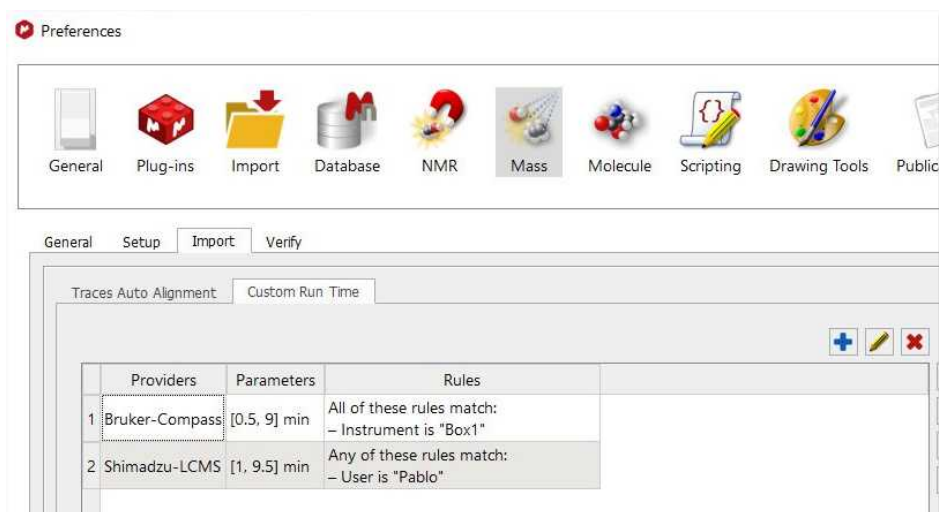 Preferences
General Plug-ins Import Database NMR Mass Molecule Scripting Drawing Tools Public
General Setup Import Verify
Traces Auto Alignment Custom Run Time
Providers Parameters Rules
1 Bruker-Compass [0.5, 9] min All of these rules match:
– Instrument is "Box1"
2 Shimadzu-LCMS [1, 9.5] min Any of these rules match:
– User is "Pablo"